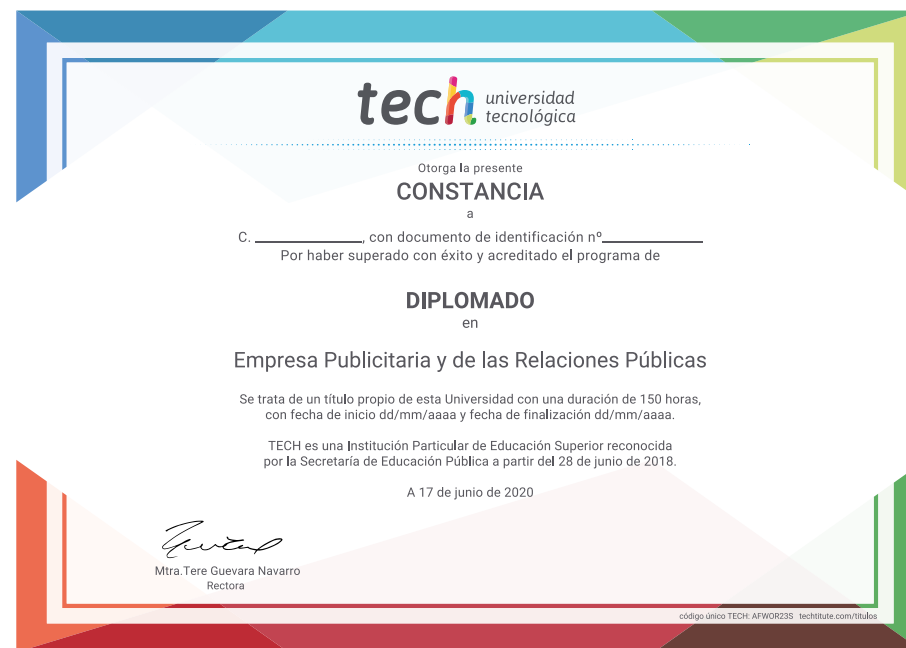 tech universidad
tecnológica
Otorga la presente
CONSTANCIA
a
C. ____________, con documento de identificación nº____________
Por haber superado con éxito y acreditado el programa de
DIPLOMADO
en
Empresa Publicitaria y de las Relaciones Públicas
Se trata de un título propio de esta Universidad con una duración de 150 horas,
con fecha de inicio dd/mm/aaaa y fecha de finalización dd/mm/aaaa.
TECH es una Institución Particular de Educación Superior reconocida
por la Secretaría de Educación Pública a partir del 28 de junio de 2018.
A 17 de junio de 2020
Mtra.Tere Guevara Navarro
Rectora
código único TECH: AFWOR23S techtitute.com/titulos